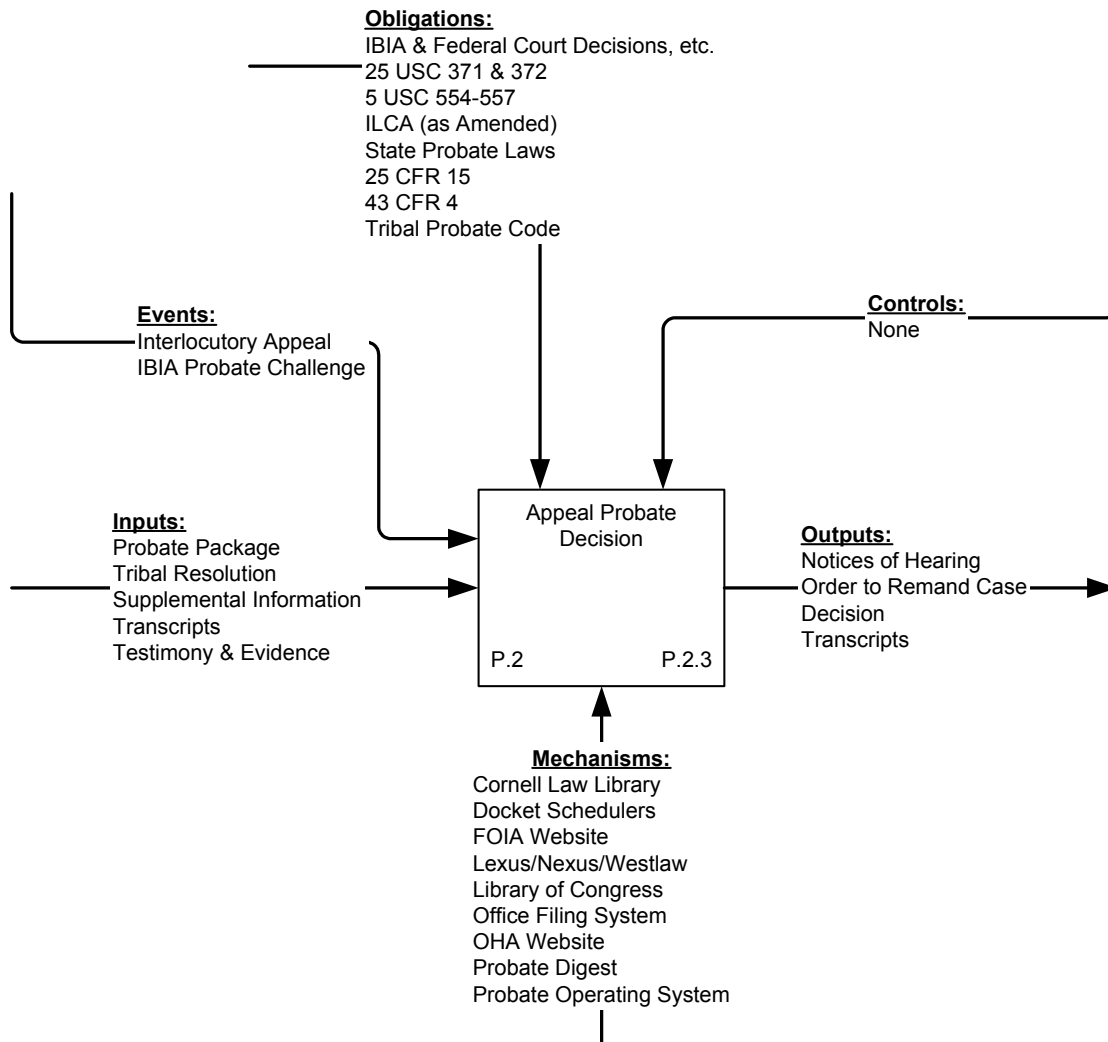 Obligations:
IBIA & Federal Court Decisions, etc.
25 USC 371 & 372
5 USC 554-557
ILCA (as Amended)
State Probate Laws
25 CFR 15
43 CFR 4
Tribal Probate Code
Events:
Interlocutory Appeal
IBIA Probate Challenge
Controls:
None
Inputs:
Probate Package
Tribal Resolution
Supplemental Information
Transcripts
Testimony & Evidence
Appeal Probate
Decision
P.2
P.2.3
Outputs:
Notices of Hearing
Order to Remand Case
Decision
Transcripts
Mechanisms:
Cornell Law Library
Docket Schedulers
FOIA Website
Lexus/Nexus/Westlaw
Library of Congress
Office Filing System
OHA Website
Probate Digest
Probate Operating System